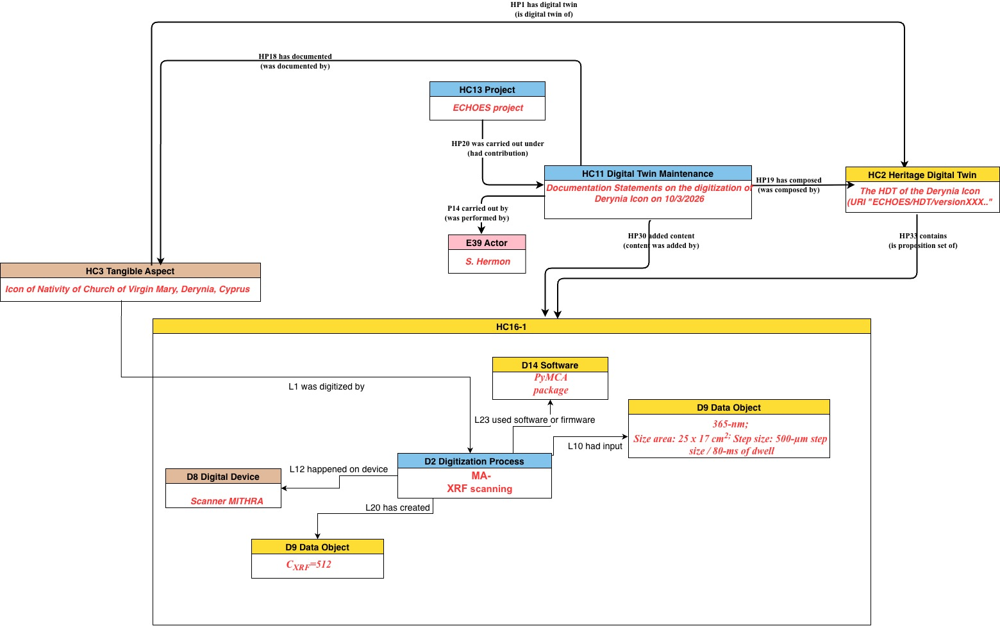 HP1 has digital twin
(is digital twin of)
HP18 has documented
(was documented by)
HC13 Project
ECHOES project
HP20 was carried out under
(had contribution)
HC11 Digital Twin Maintenance
Documentation Statements on the digitization of
Derynia Icon on 10/3/2026
HP19 has composed
(was composed by)
HC2 Heritage Digital Twin
The HDT of the Derynia Icon
(URI "ECHOES/HDT/versionXXX.."
P14 carried out by
(was performed by)
E39 Actor
S. Hermon
HP30 added content
(content was added by)
HP33 contains
(is proposition set of)
HC3 Tangible Aspect
Icon of Nativity of Church of Virgin Mary, Derynia, Cyprus
HC16-1
L1 was digitized by
D14 Software
PyMCA
package
L23 used software or firmware
D9 Data Object
365-nm;
Size area: 25 x 17 cm²; Step size: 500-μm step
size / 80-ms of dwell
L10 had input
D2 Digitization Process
MA-
XRF scanning
L12 happened on device
D8 Digital Device
Scanner MITHRA
L20 has created
D9 Data Object
CXRF=512